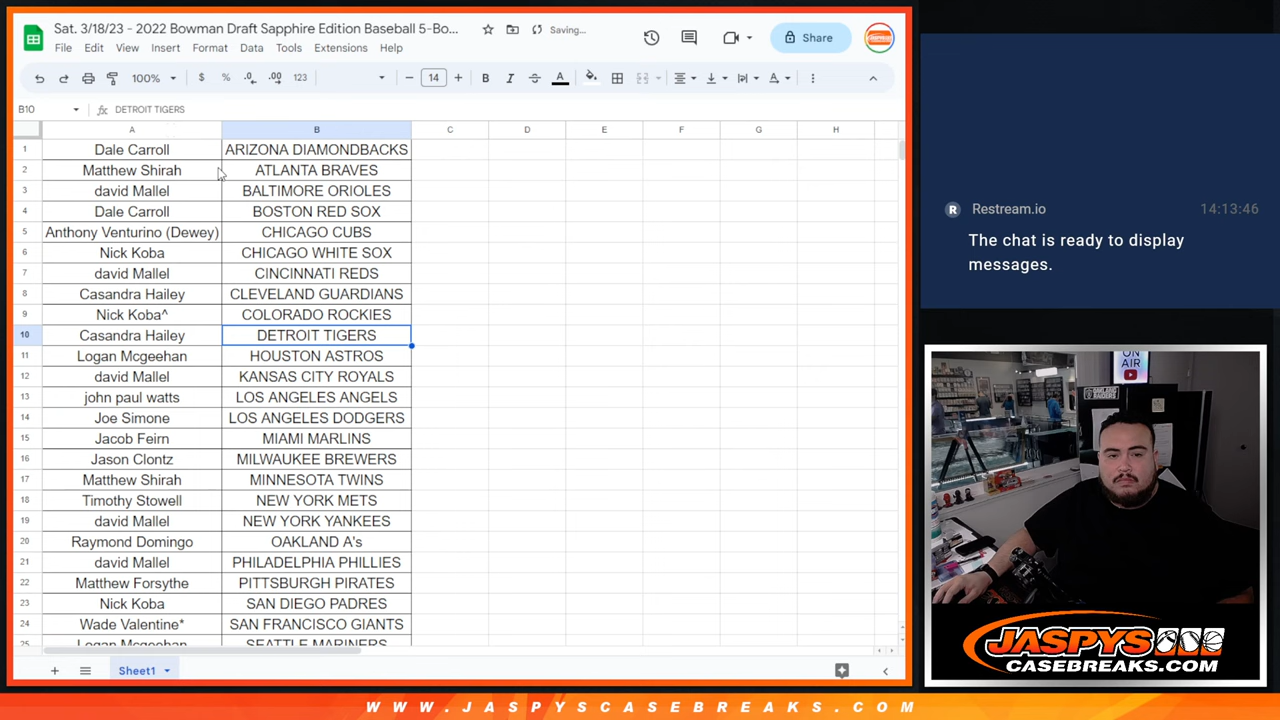 Sat. 3/18/23 - 2022 Bowman Draft Sapphire Edition Baseball 5-Bo...
Saving...
Share
File Edit View Insert Format Data Tools Extensions Help
100% $ % .0 .00 123 14 B I A
B10 fx DETROIT TIGERS
A B C D E F G H
1 Dale Carroll ARIZONA DIAMONDBACKS
2 Matthew Shirah ATLANTA BRAVES
3 david Mallel BALTIMORE ORIOLES
4 Dale Carroll BOSTON RED SOX
5 Anthony Venturino (Dewey) CHICAGO CUBS
6 Nick Koba CHICAGO WHITE SOX
7 david Mallel CINCINNATI REDS
8 Casandra Hailey CLEVELAND GUARDIANS
9 Nick Koba^ COLORADO ROCKIES
10 Casandra Hailey DETROIT TIGERS
11 Logan Mcgeehan HOUSTON ASTROS
12 david Mallel KANSAS CITY ROYALS
13 john paul watts LOS ANGELES ANGELS
14 Joe Simone LOS ANGELES DODGERS
15 Jacob Feirn MIAMI MARLINS
16 Jason Clontz MILWAUKEE BREWERS
17 Matthew Shirah MINNESOTA TWINS
18 Timothy Stowell NEW YORK METS
19 david Mallel NEW YORK YANKEES
20 Raymond Domingo OAKLAND A's
21 david Mallel PHILADELPHIA PHILLIES
22 Matthew Forsythe PITTSBURGH PIRATES
23 Nick Koba SAN DIEGO PADRES
24 Wade Valentine* SAN FRANCISCO GIANTS
25 Logan Mcgeehan SEATTLE MARINERS
Sheet1
R Restream.io 14:13:46
The chat is ready to display
messages.
ON
AIR
OAKLAND
RAIDERS
JASPYS
CASEBREAKS.COM
WWW.JASPYSCASEBREAKS.COM